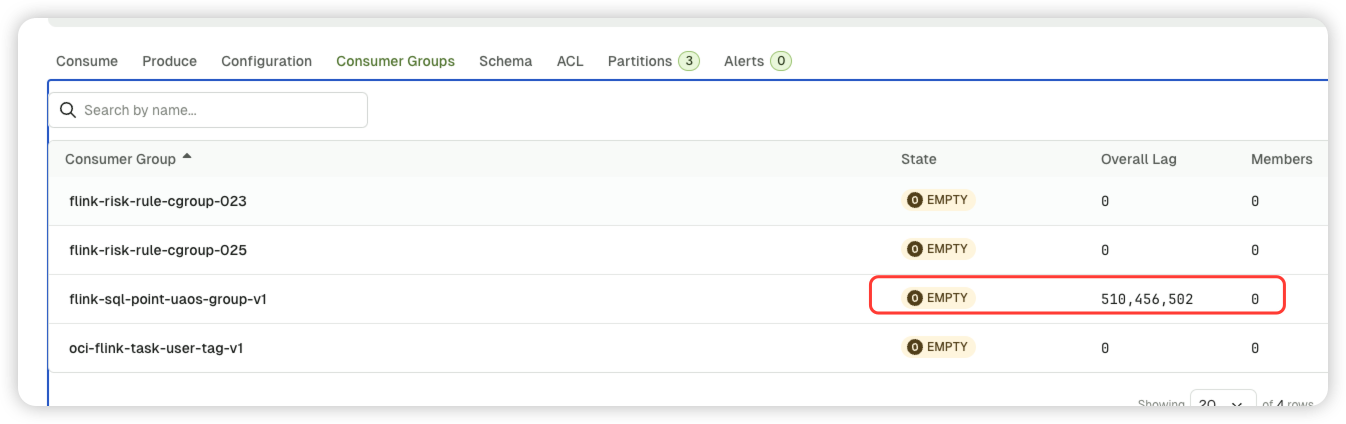 Consume Produce Configuration Consumer Groups Schema ACL Partitions 3 Alerts 0
Search by name...
Consumer Group State Overall Lag Members
flink-risk-rule-cgroup-023 0 EMPTY 0 0
flink-risk-rule-cgroup-025 0 EMPTY 0 0
flink-sql-point-uaos-group-v1 0 EMPTY 510,456,502 0
oci-flink-task-user-tag-v1 0 EMPTY 0 0
Showing 20 of 4 rows